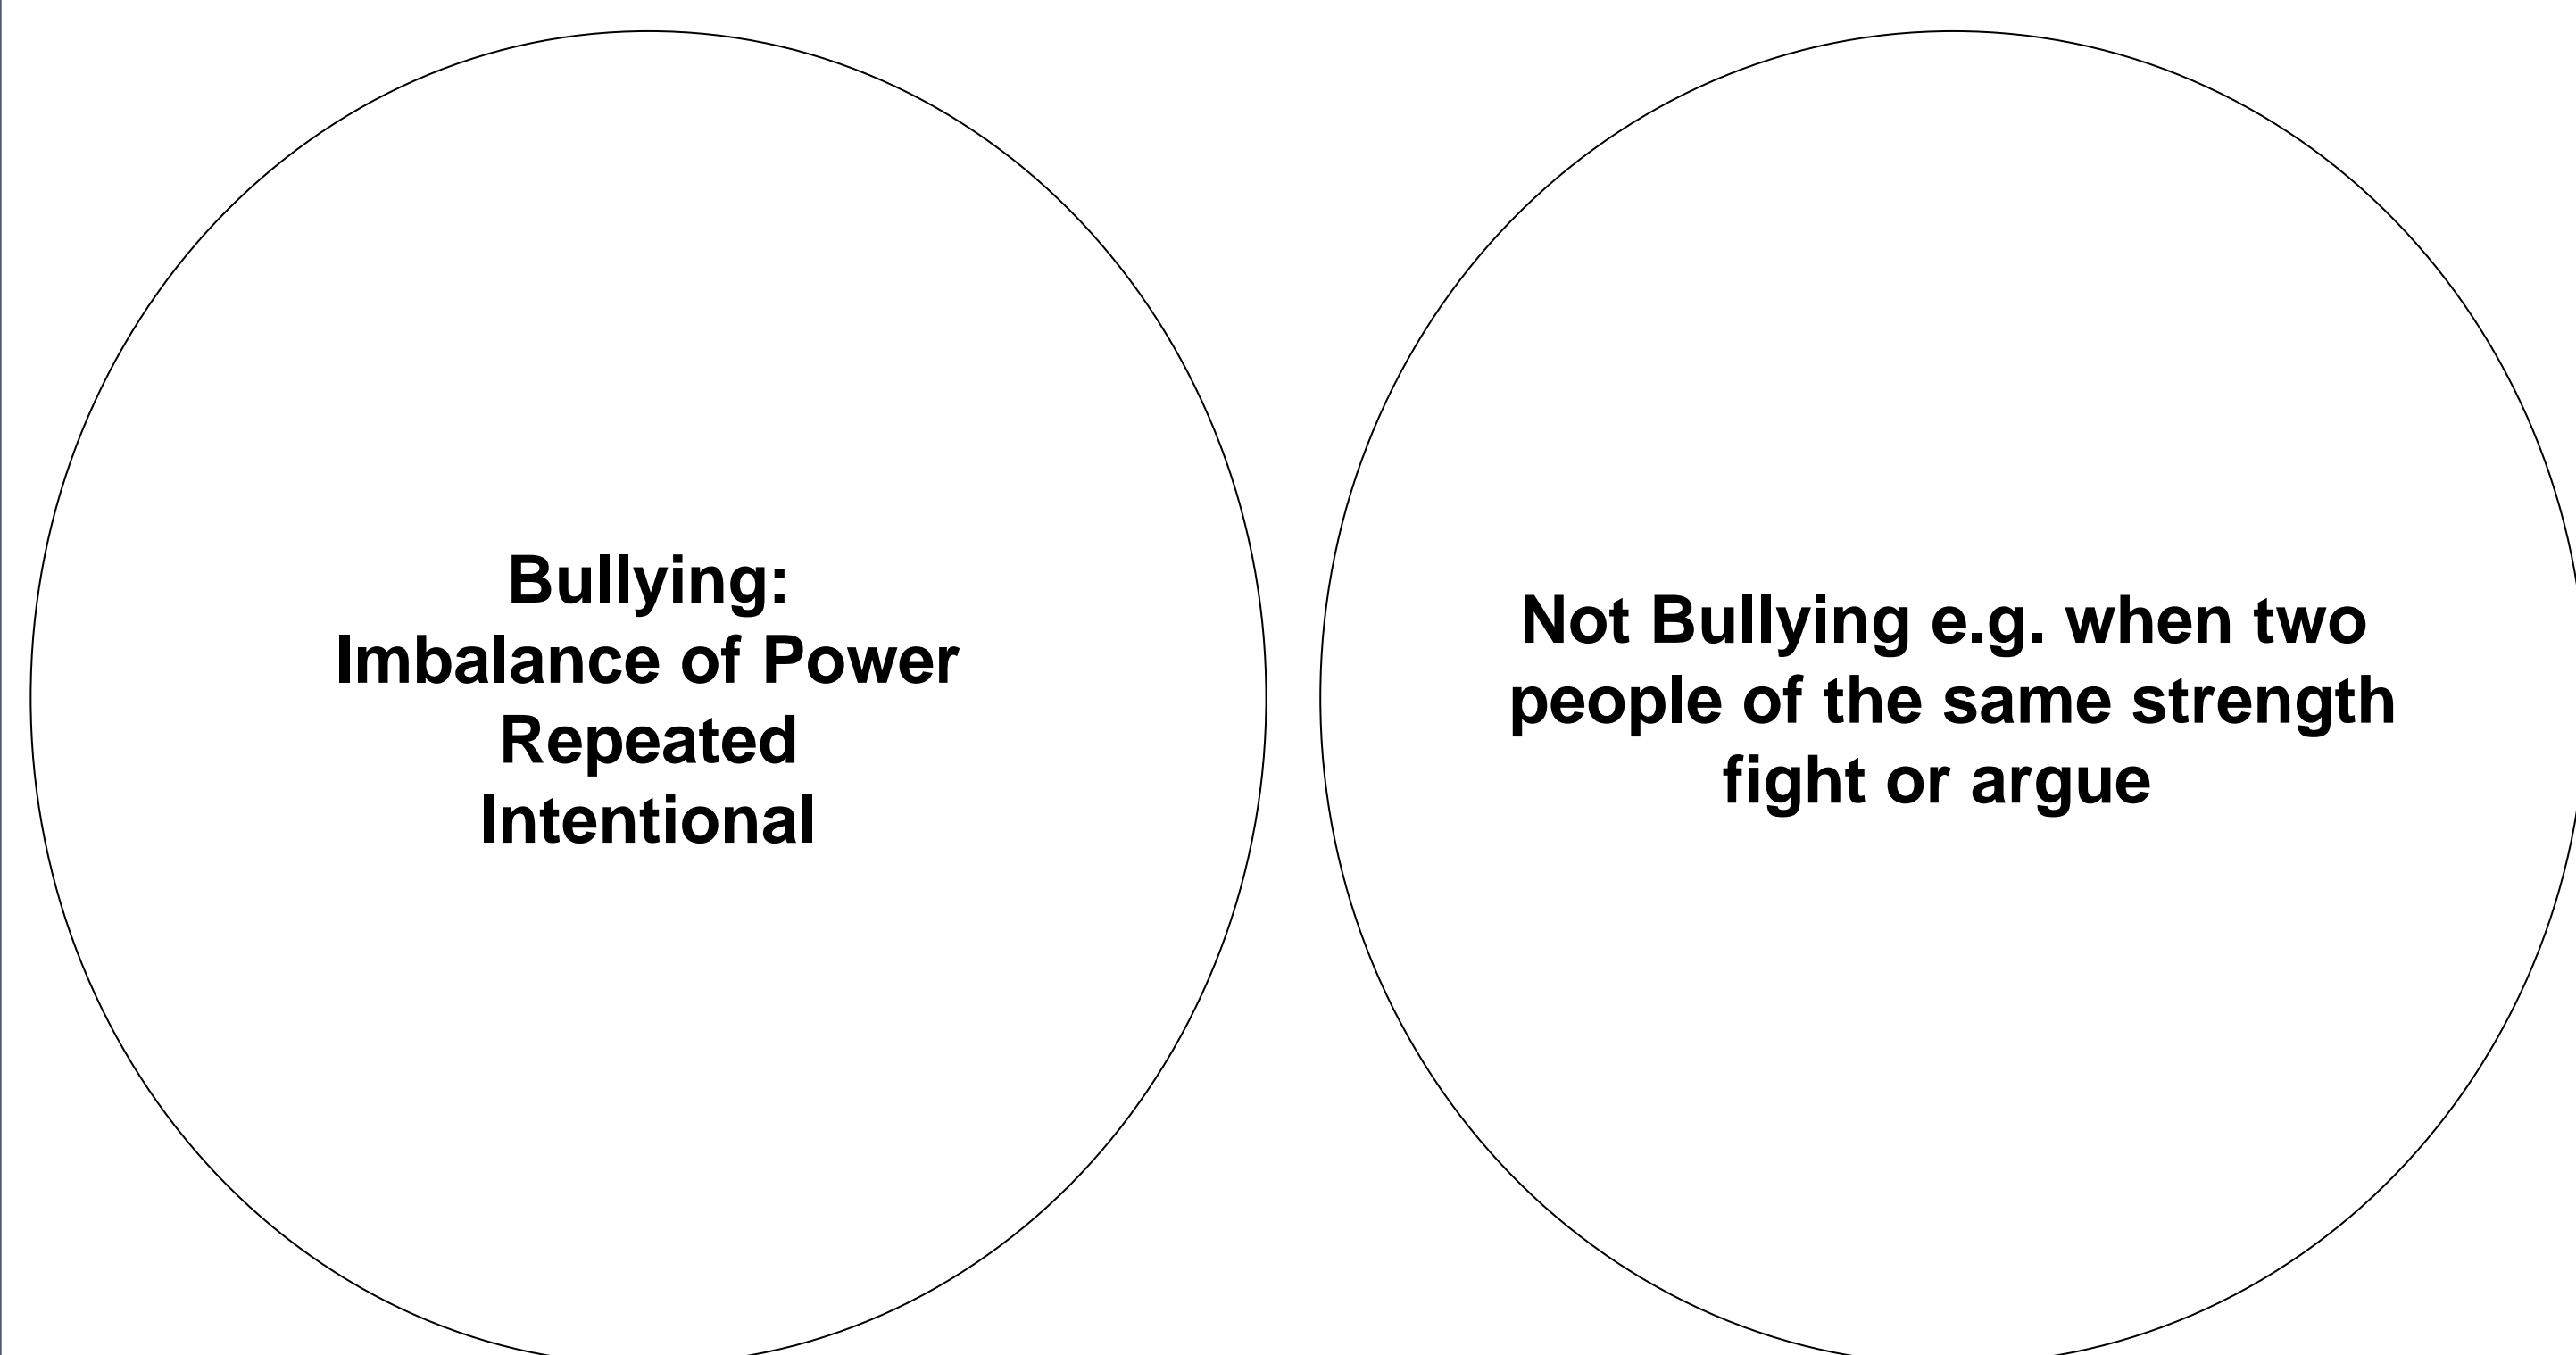 Bullying:
Imbalance of Power
Repeated
Intentional
Not Bullying e.g. when two
people of the same strength
fight or argue